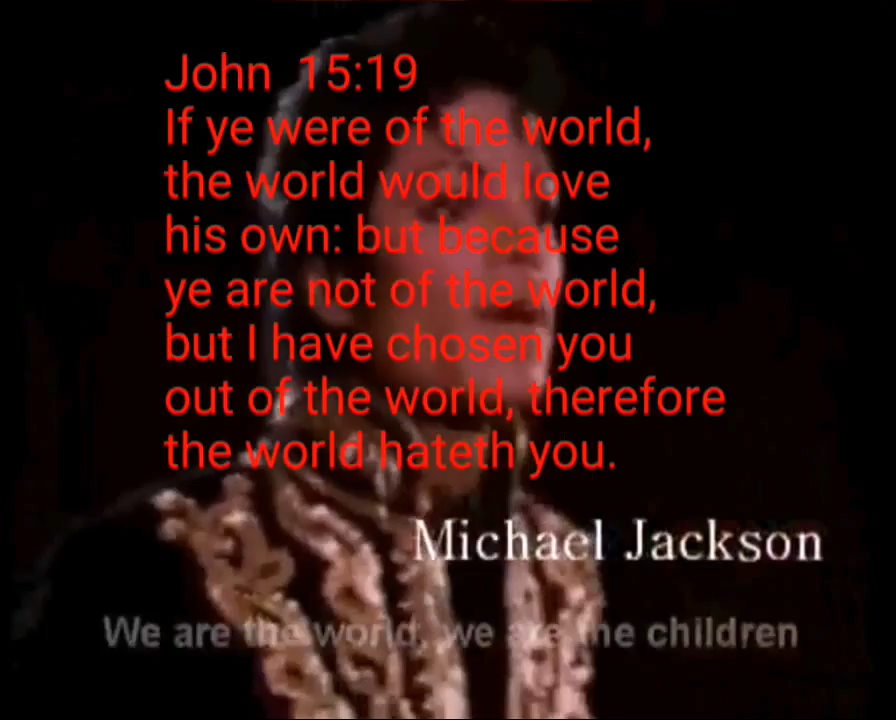 John 15:19
If ye were of the world,
the world would love
his own: but because
ye are not of the world,
but I have chosen you
out of the world, therefore
the world hateth you.
Michael Jackson
We are the world, we are the children